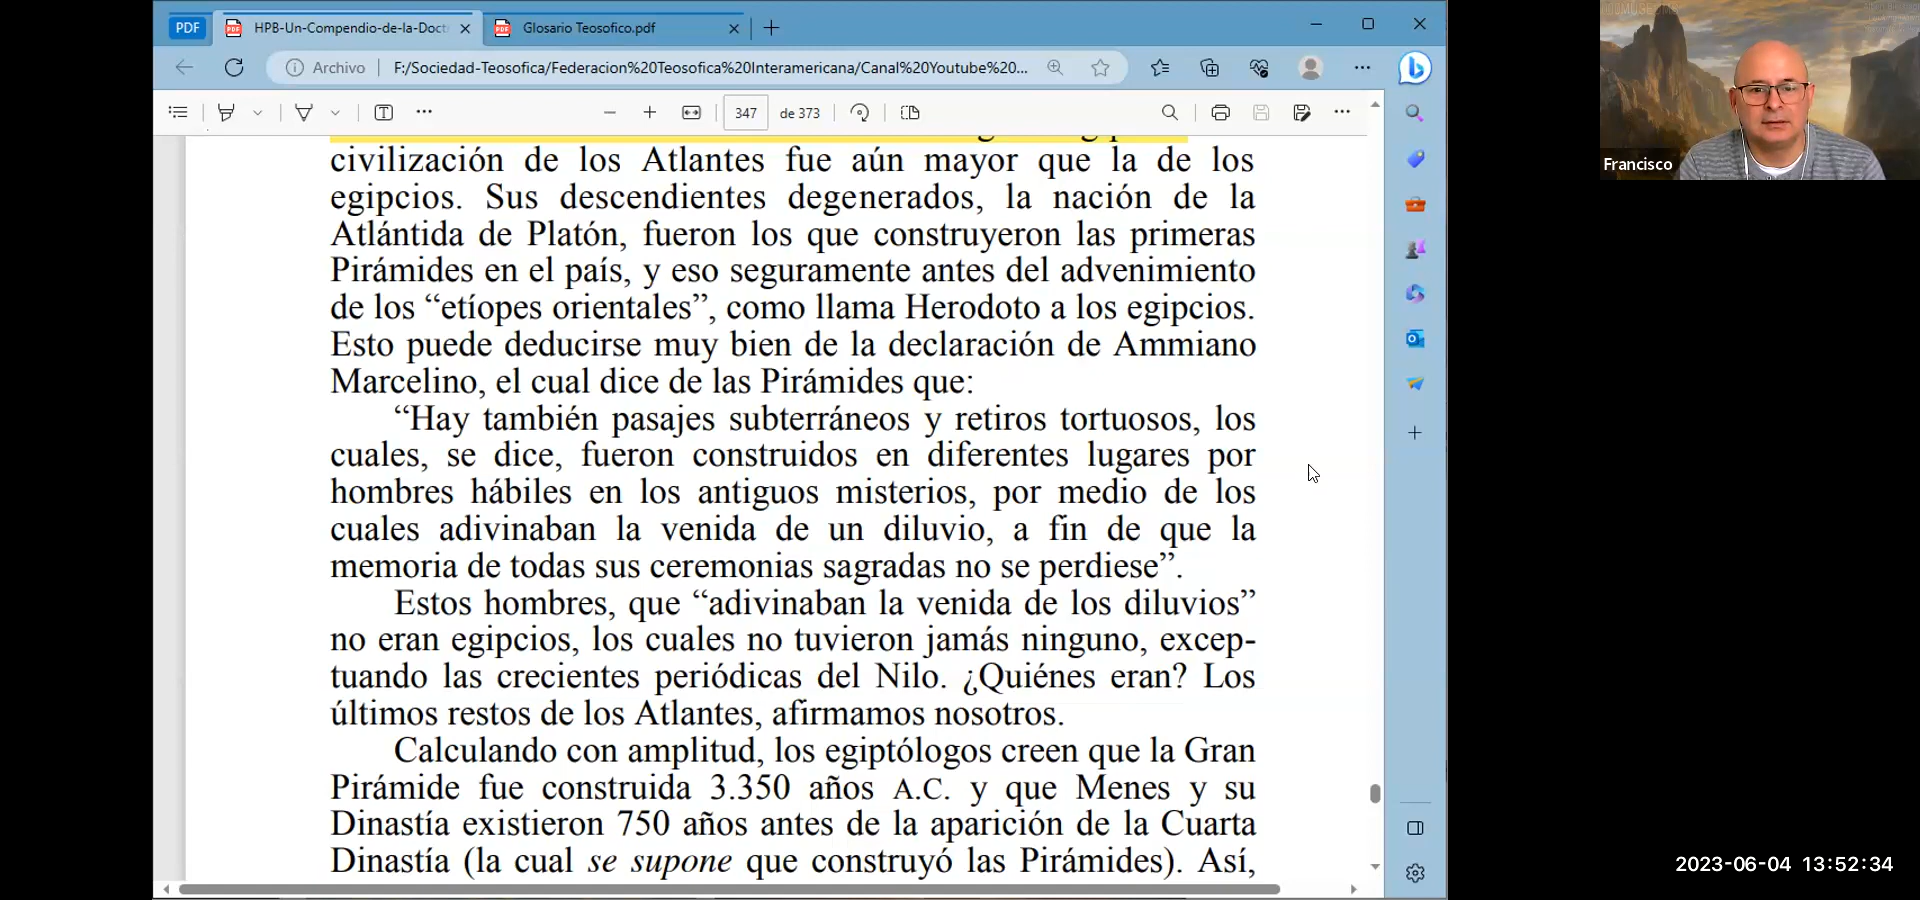 PDF
HPB-Un-Compendio-de-la-Doct
Glosario Teosofico.pdf
Archivo
F:/Sociedad-Teosofica/Federacion%20Teosofica%20Interamericana/Canal%20Youtube%20...
347
de 373
civilización de los Atlantes fue aún mayor que la de los
egipcios. Sus descendientes degenerados, la nación de la
Atlántida de Platón, fueron los que construyeron las primeras
Pirámides en el país, y eso seguramente antes del advenimiento
de los “etíopes orientales”, como llama Herodoto a los egipcios.
Esto puede deducirse muy bien de la declaración de Ammiano
Marcelino, el cual dice de las Pirámides que:
“Hay también pasajes subterráneos y retiros tortuosos, los
cuales, se dice, fueron construidos en diferentes lugares por
hombres hábiles en los antiguos misterios, por medio de los
cuales adivinaban la venida de un diluvio, a fin de que la
memoria de todas sus ceremonias sagradas no se perdiese”.
Estos hombres, que “adivinaban la venida de los diluvios”
no eran egipcios, los cuales no tuvieron jamás ninguno, excep-
tuando las crecientes periódicas del Nilo. ¿Quiénes eran? Los
últimos restos de los Atlantes, afirmamos nosotros.
Calculando con amplitud, los egiptólogos creen que la Gran
Pirámide fue construida 3.350 años A.C. y que Menes y su
Dinastía existieron 750 años antes de la aparición de la Cuarta
Dinastía (la cual se supone que construyó las Pirámides). Así,
Francisco
2023-06-04 13:52:34